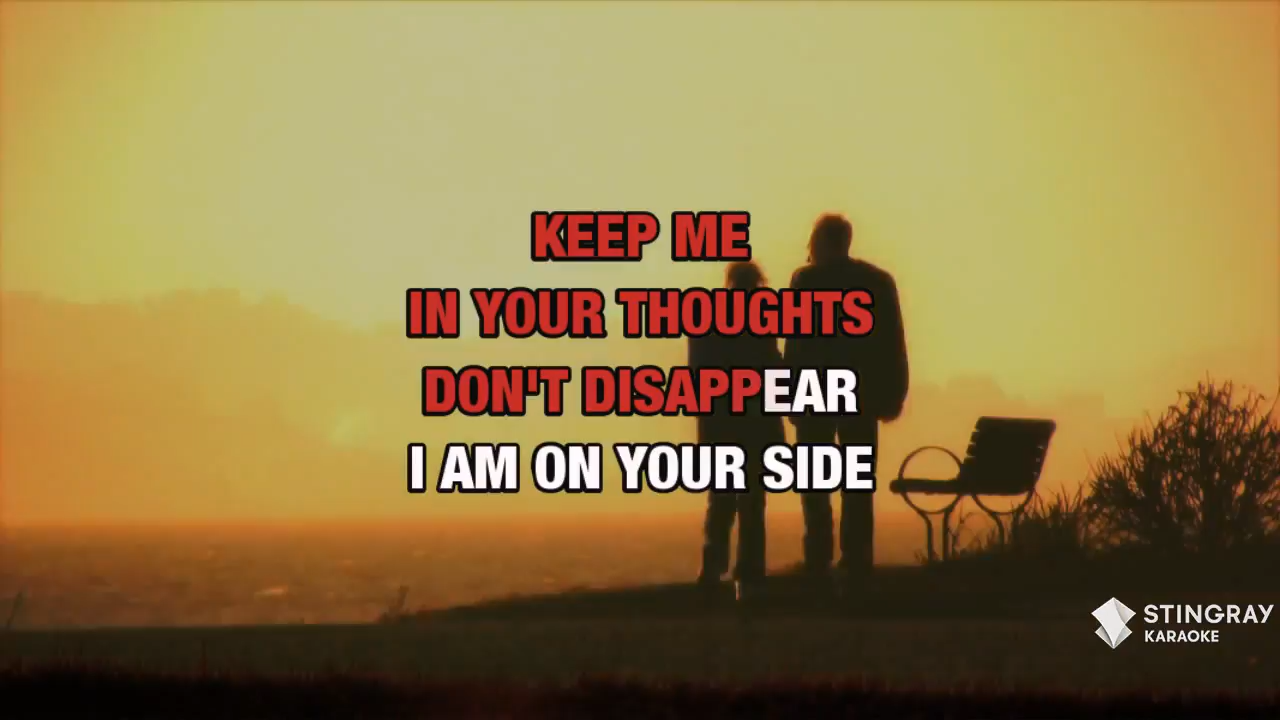 KEEP ME
IN YOUR THOUGHTS
DON'T DISAPPEAR
I AM ON YOUR SIDE
STINGRAY
KARAOKE